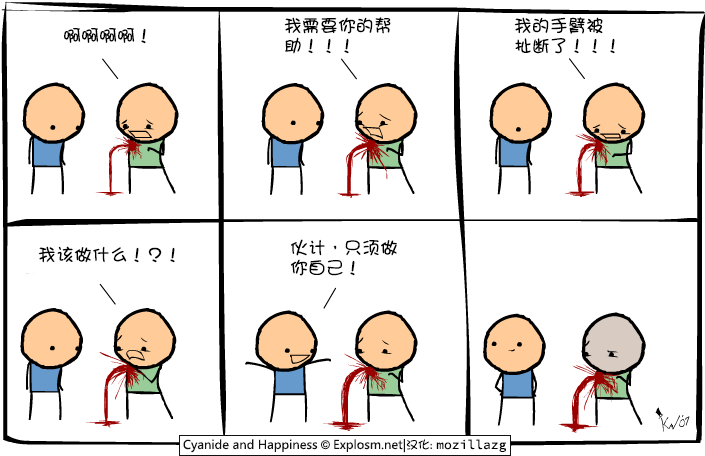 啊啊啊啊！
我需要你的帮
助！！！
我的手臂被
扯断了！！！
我该做什么！？！
伙计，只须做
你自己！
KW07
Cyanide and Happiness © Explosm.net|汉化: mozillazg